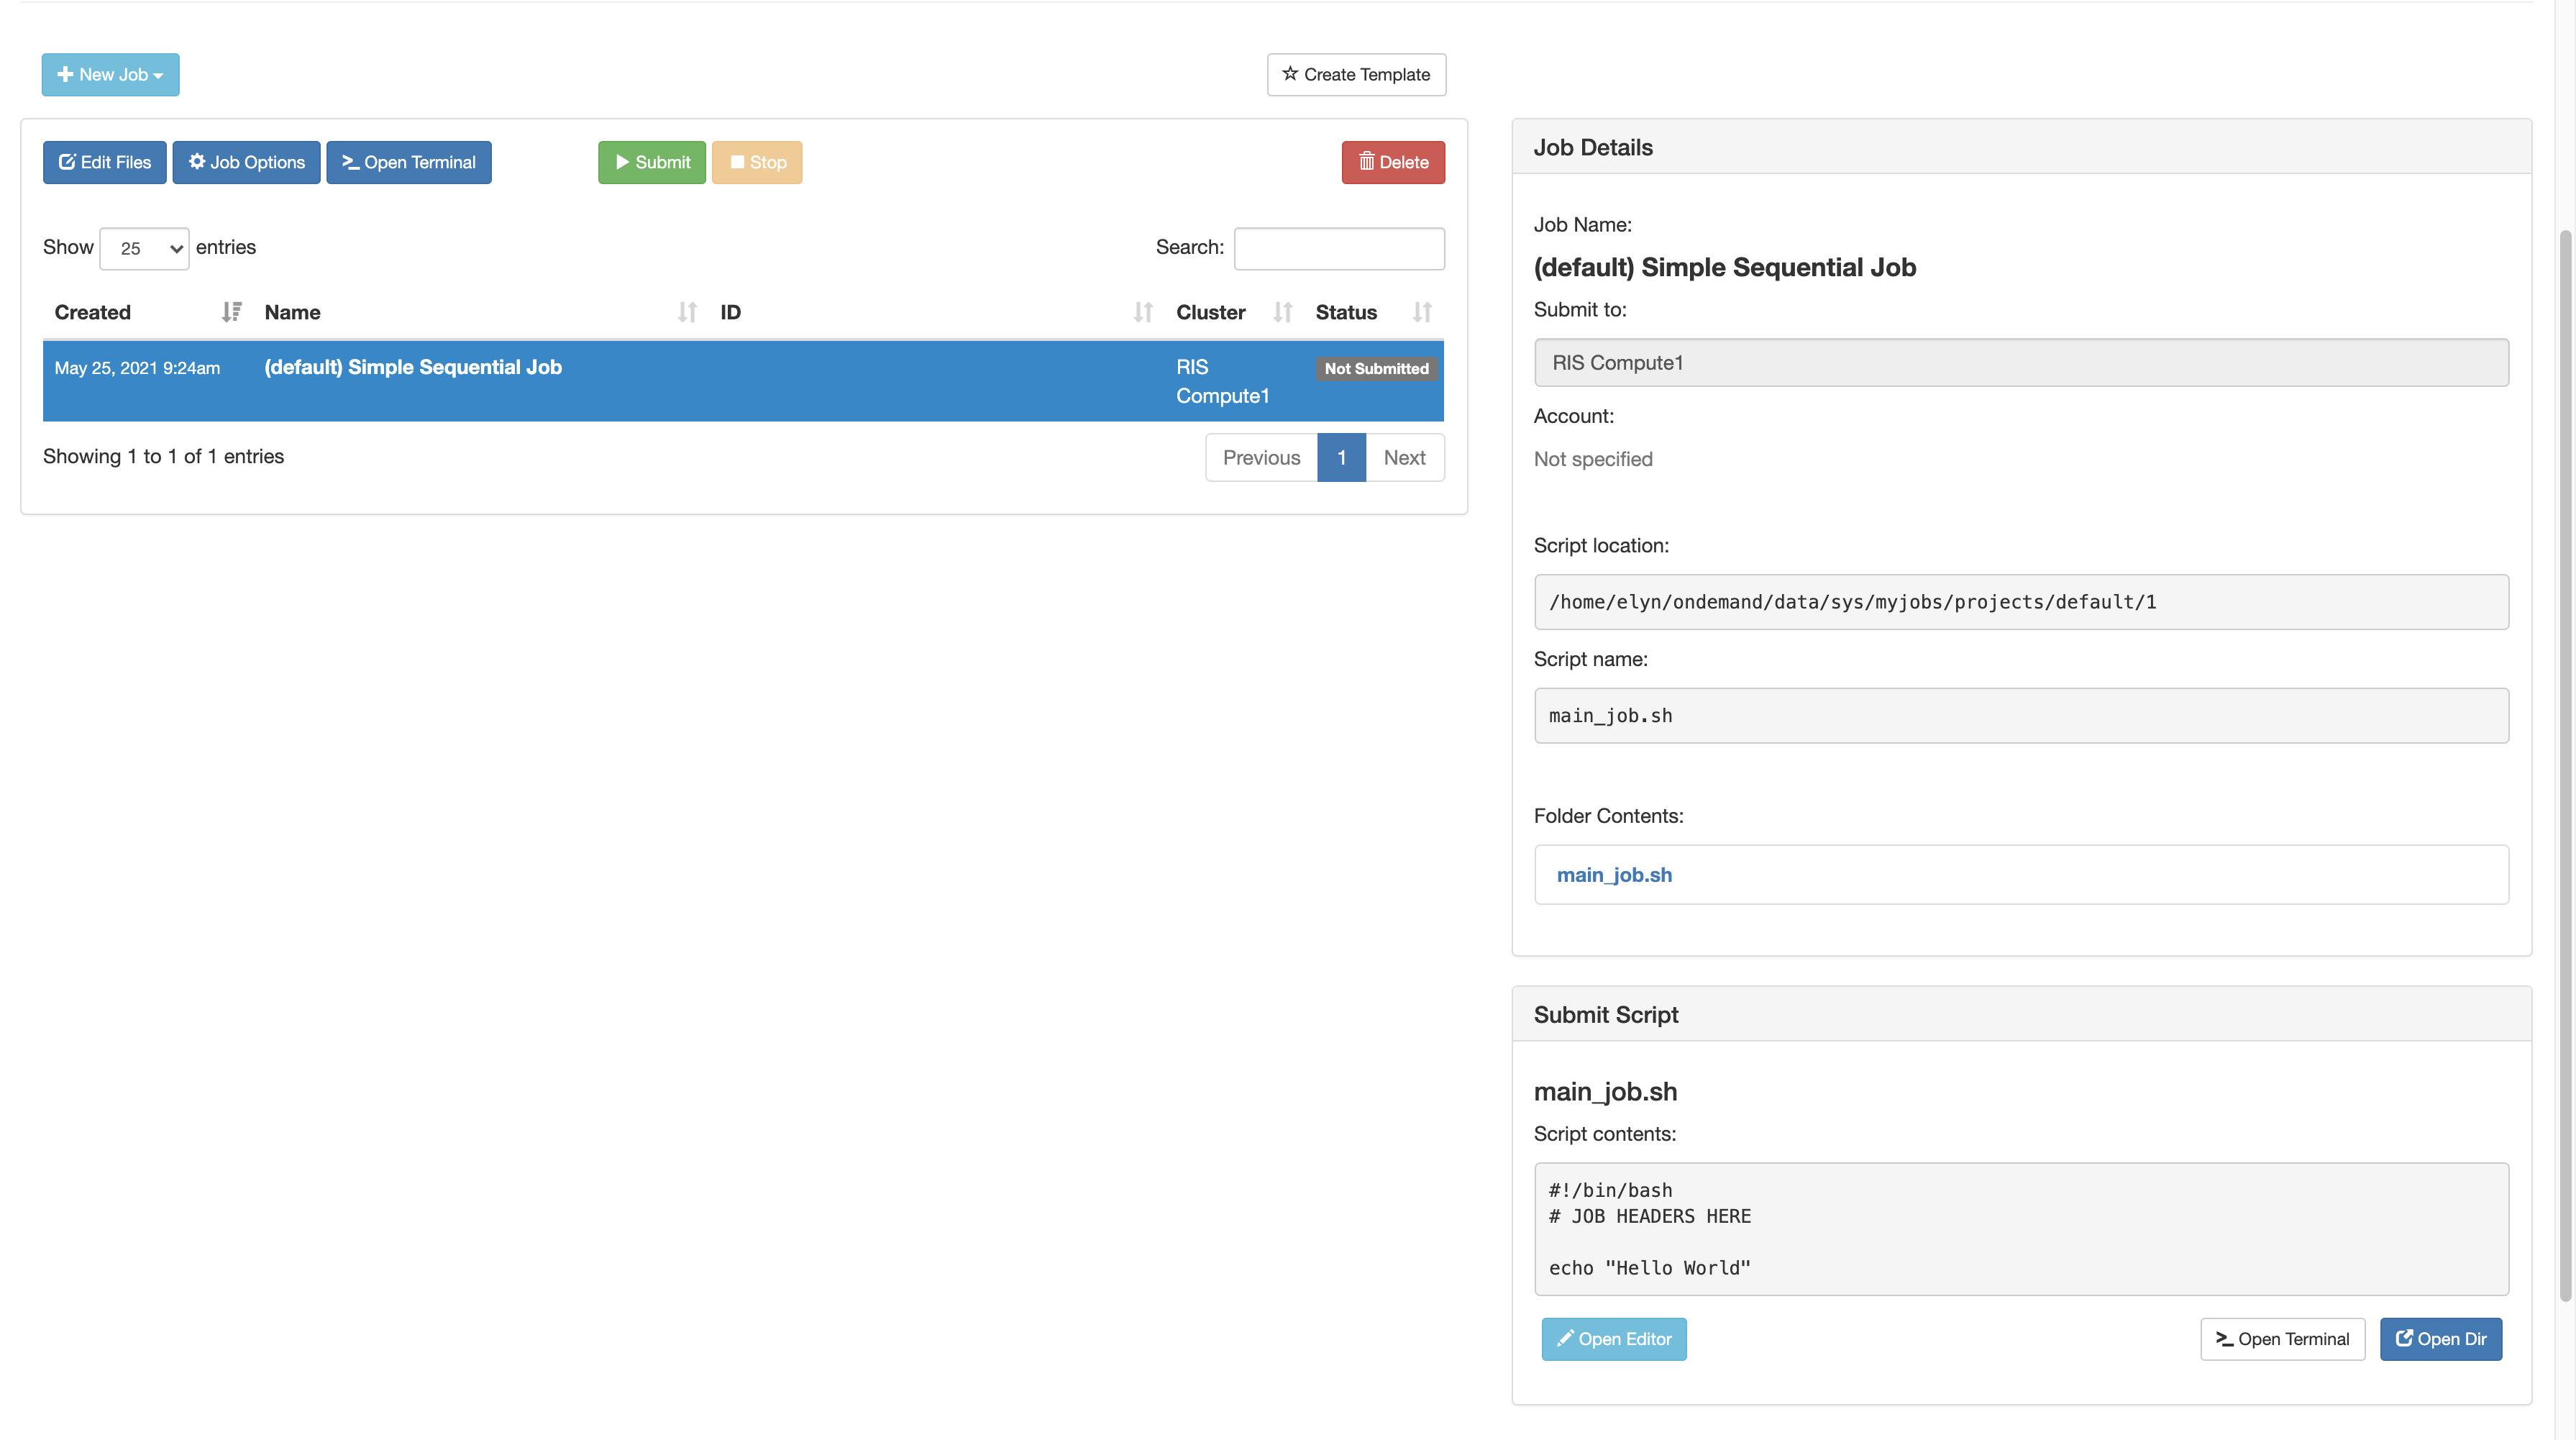 New Job
Create Template
Edit Files Job Options Open Terminal Submit Stop Delete
Show 25 entries Search:
Created Name ID Cluster Status
May 25, 2021 9:24am (default) Simple Sequential Job RIS Compute1 Not Submitted
Showing 1 to 1 of 1 entries Previous 1 Next
Job Details
Job Name:
(default) Simple Sequential Job
Submit to:
RIS Compute1
Account:
Not specified
Script location:
/home/elyn/ondemand/data/sys/myjobs/projects/default/1
Script name:
main_job.sh
Folder Contents:
main_job.sh
Submit Script
main_job.sh
Script contents:
#!/bin/bash
# JOB HEADERS HERE
echo "Hello World"
Open Editor Open Terminal Open Dir